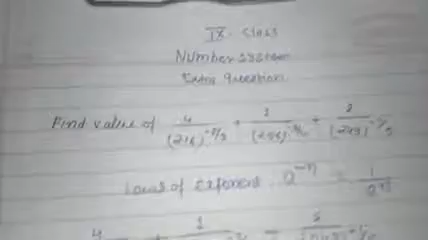 IX - Class
Number system
Extra Question
Find value of 4/(216)^-2/3 + 1/(256)^-3/4 + 2/(243)^-1/5
Laws of exponent a^-n = 1/a^n